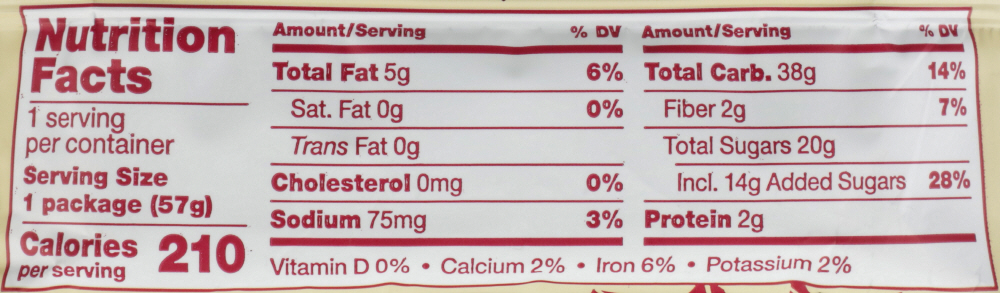 Nutrition
Facts
1 serving
per container
Serving Size
1 package (57g)
Calories 210
per serving
Amount/Serving % DV
Total Fat 5g 6%
Sat. Fat 0g 0%
Trans Fat 0g
Cholesterol 0mg 0%
Sodium 75mg 3%
Amount/Serving % DV
Total Carb. 38g 14%
Fiber 2g 7%
Total Sugars 20g
Incl. 14g Added Sugars 28%
Protein 2g
Vitamin D 0% • Calcium 2% • Iron 6% • Potassium 2%